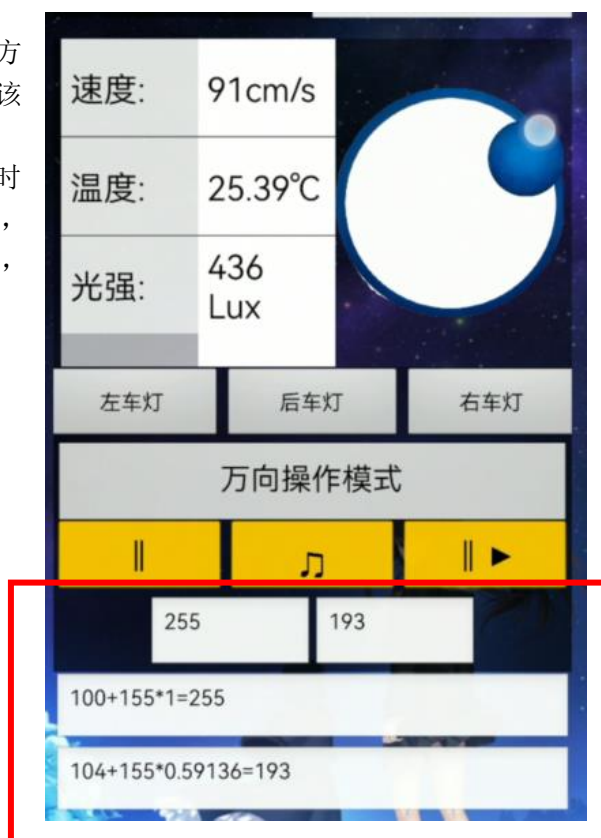 方
该
时
，
，
速度:
91cm/s
温度:
25.39℃
光强:
436
Lux
左车灯
后车灯
右车灯
万向操作模式
255
193
100+155*1=255
104+155*0.59136=193